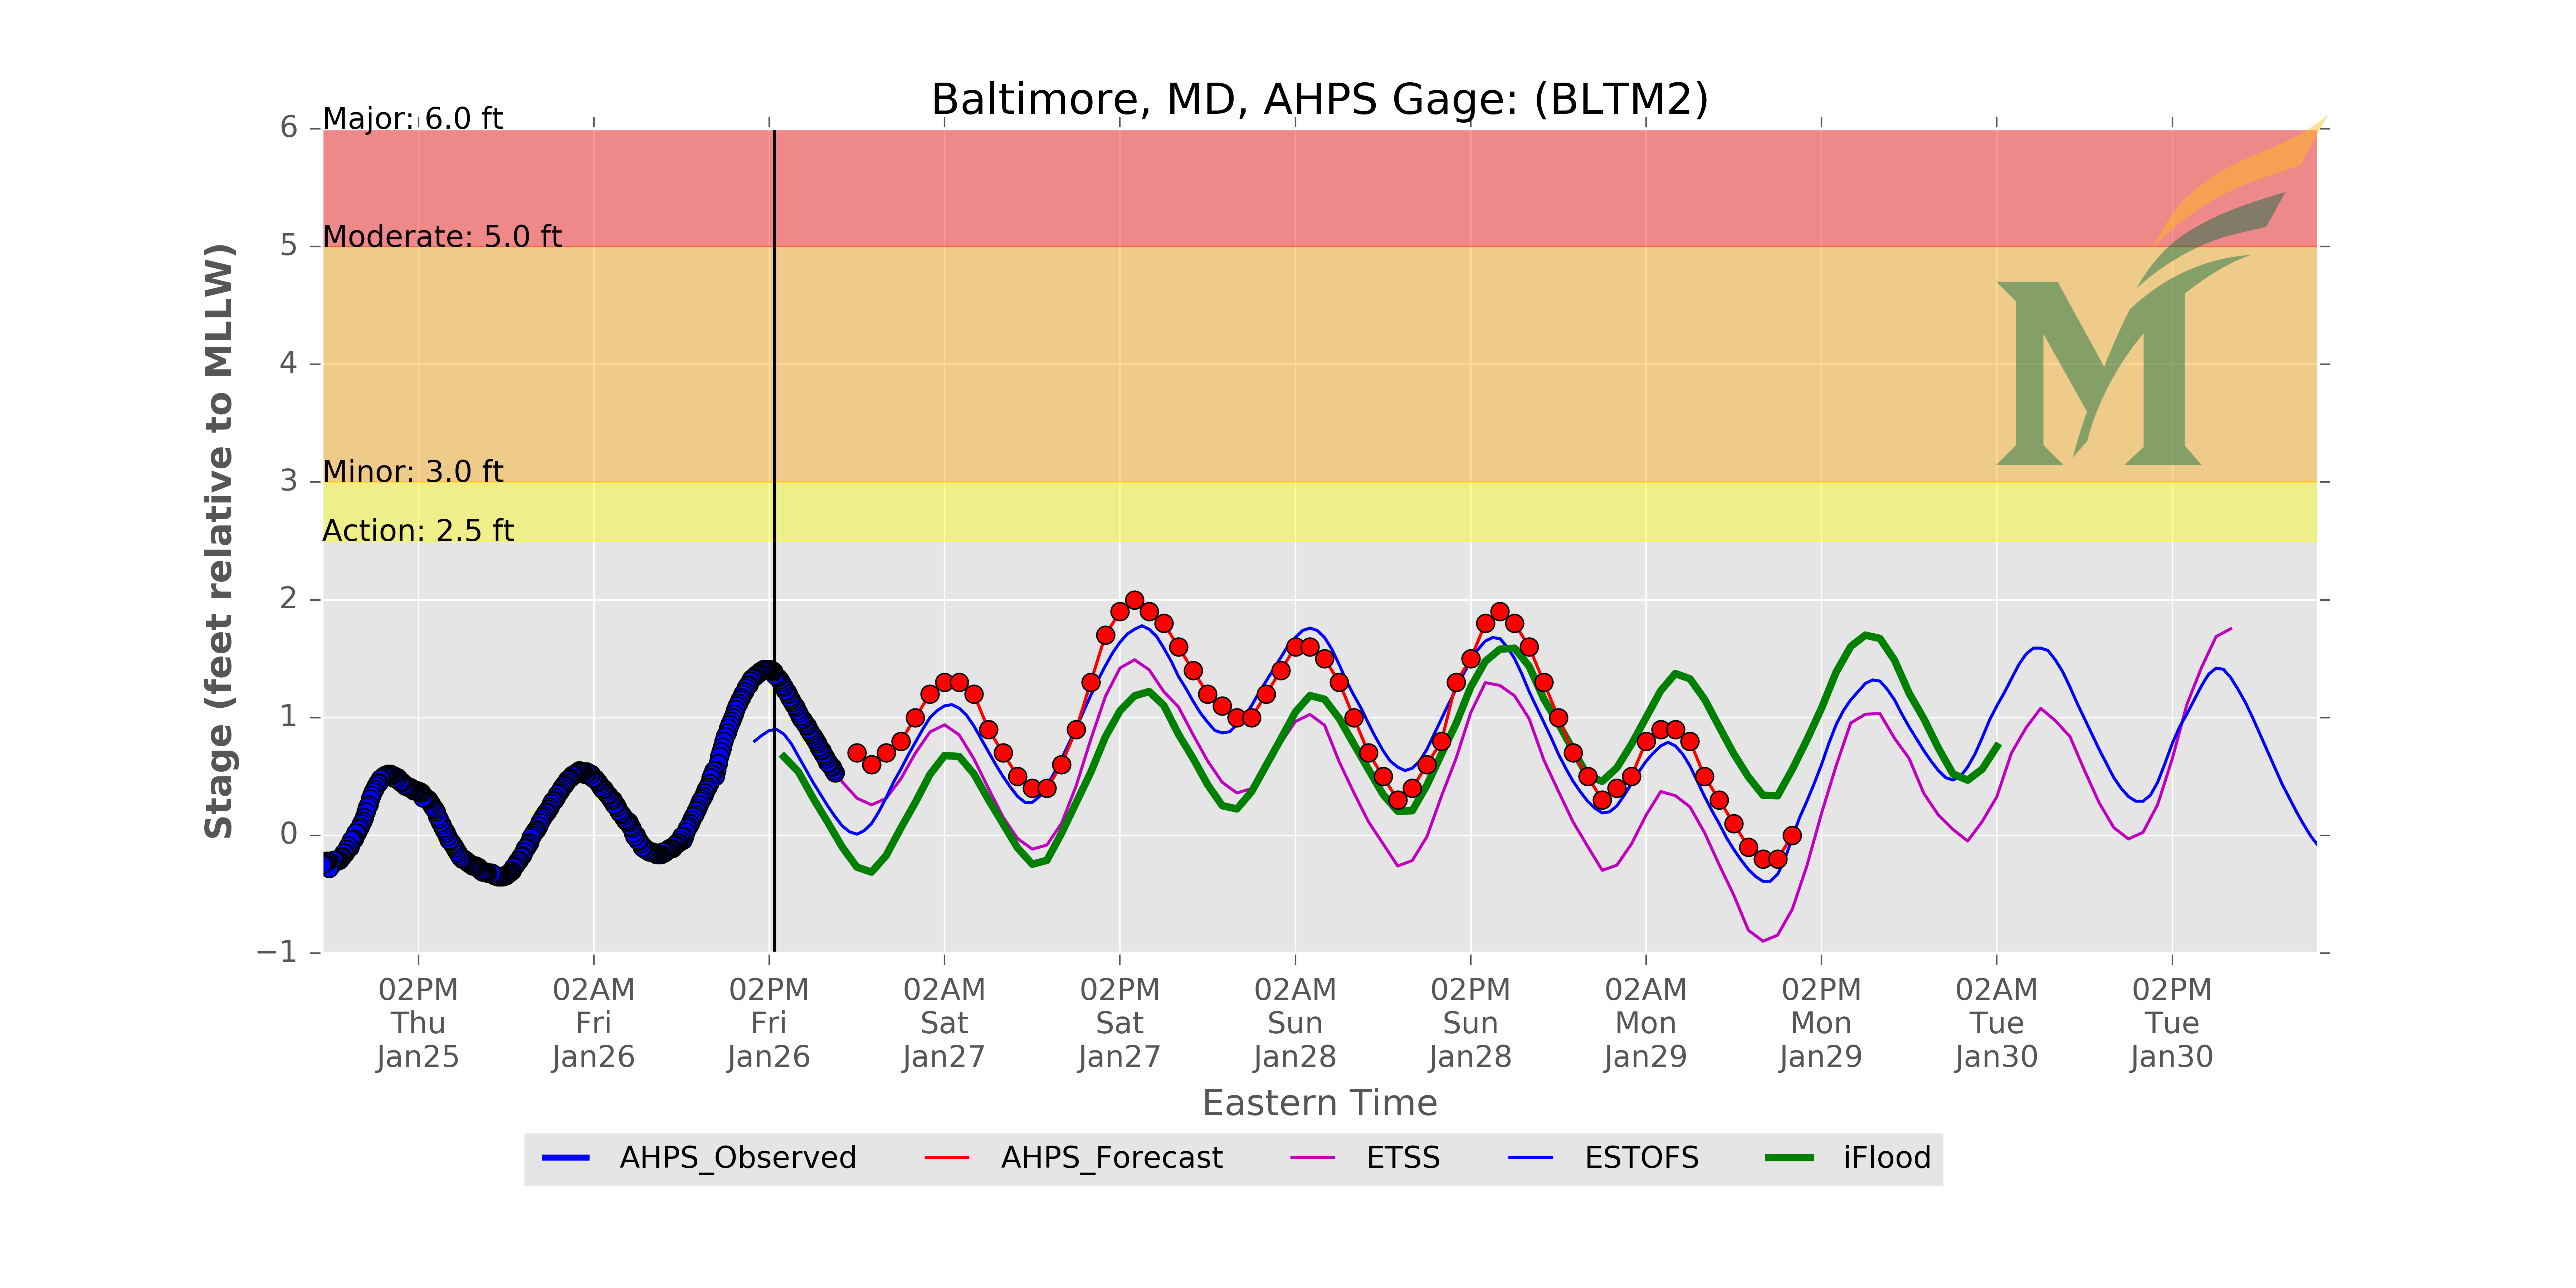 Baltimore, MD, AHPS Gage: (BLTM2)
Major: 6.0 ft
Moderate: 5.0 ft
Minor: 3.0 ft
Action: 2.5 ft
6
5
4
3
2
1
0
−1
Stage (feet relative to MLLW)
02PM 02AM 02PM 02AM 02PM 02AM 02PM 02AM 02PM 02AM 02PM
Thu Fri Fri Sat Sat Sun Sun Mon Mon Tue Tue
Jan25 Jan26 Jan26 Jan27 Jan27 Jan28 Jan28 Jan29 Jan29 Jan30 Jan30
Eastern Time
AHPS_Observed AHPS_Forecast ETSS ESTOFS iFlood
M